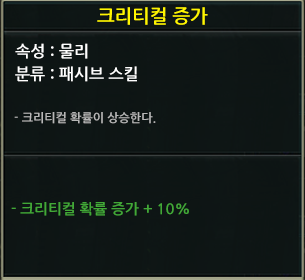 크리티컬 증가
속성 : 물리
분류 : 패시브 스킬
- 크리티컬 확률이 상승한다.
- 크리티컬 확률 증가 + 10%